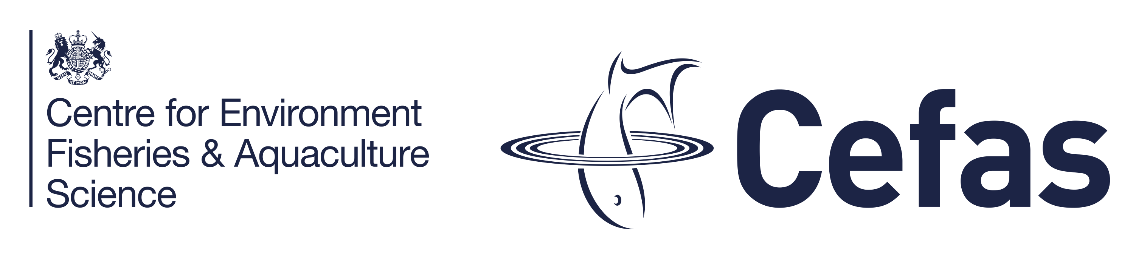 Centre for Environment
Fisheries & Aquaculture
Science
Cefas